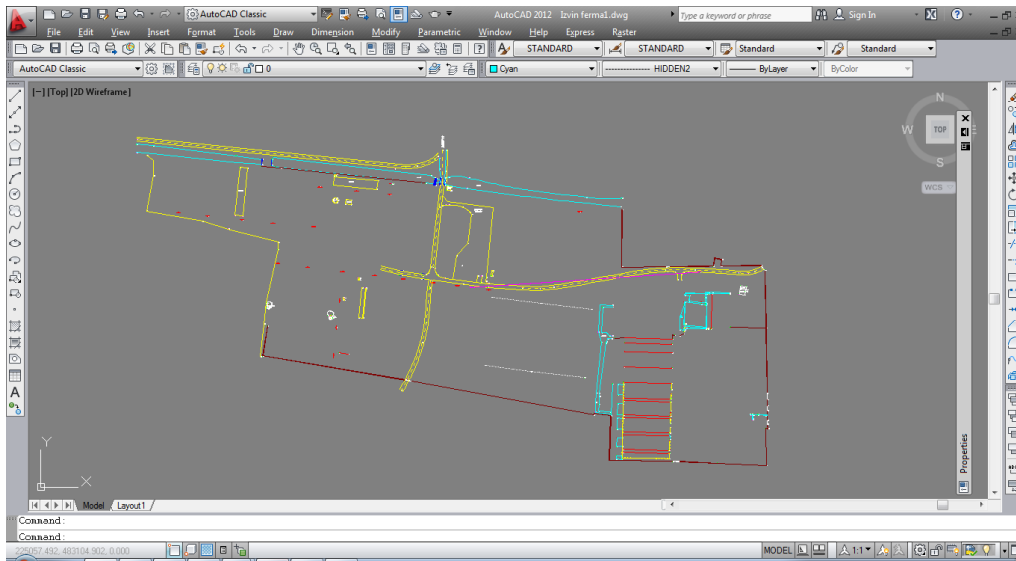 AutoCAD Classic
AutoCAD 2012 Izvin ferma1.dwg
Type a keyword or phrase
Sign In
File Edit View Insert Format Tools Draw Dimension Modify Parametric Window Help Express Raster
STANDARD STANDARD Standard Standard
AutoCAD Classic 0 Cyan HIDDEN2 ByLayer ByColor
[−] [Top] [2D Wireframe]
N
W TOP E
S
WCS
Properties
Y
X
Model Layout1
Command:
Command:
225057.492, 483104.902, 0.000 MODEL 1:1